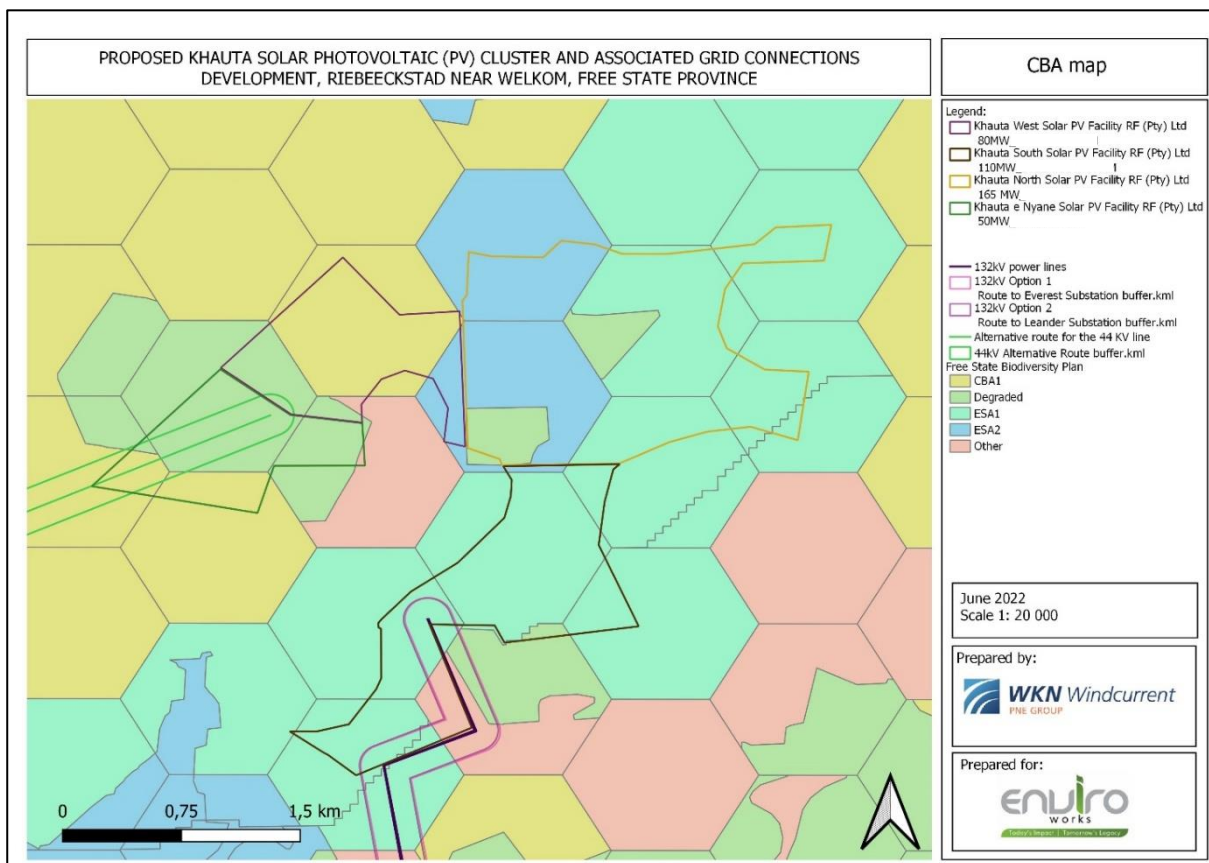 PROPOSED KHAUTA SOLAR PHOTOVOLTAIC (PV) CLUSTER AND ASSOCIATED GRID CONNECTIONS
DEVELOPMENT, RIEBEECKSTAD NEAR WELKOM, FREE STATE PROVINCE
CBA map
Legend:
Khauta West Solar PV Facility RF (Pty) Ltd
80MW_
Khauta South Solar PV Facility RF (Pty) Ltd
110MW_
Khauta North Solar PV Facility RF (Pty) Ltd
165 MW_
Khauta e Nyane Solar PV Facility RF (Pty) Ltd
50MW_
132kV power lines
132kV Option 1
Route to Everest Substation buffer.kml
132kV Option 2
Route to Leander Substation buffer.kml
Alternative route for the 44 KV line
44kV Alternative Route buffer.kml
Free State Biodiversity Plan
CBA1
Degraded
ESA1
ESA2
Other
June 2022
Scale 1: 20 000
Prepared by:
WKN Windcurrent
PNE GROUP
Prepared for:
enviro
works
Today's Impact | Tomorrow's Legacy
0 0,75 1,5 km